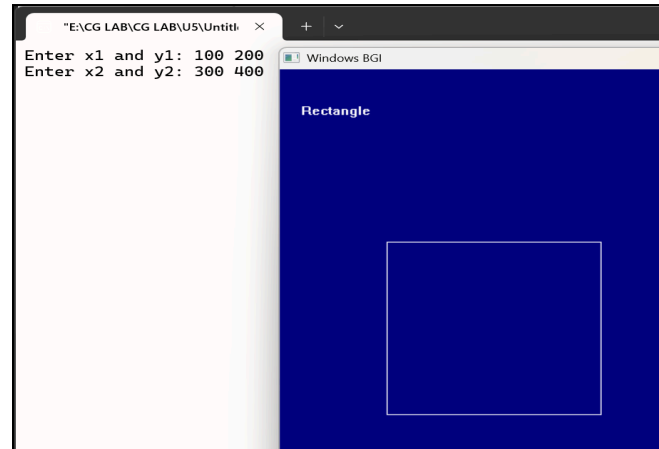 "E:\CG LAB\CG LAB\U5\Untitl
Enter x1 and y1: 100 200
Enter x2 and y2: 300 400
Windows BGI
Rectangle